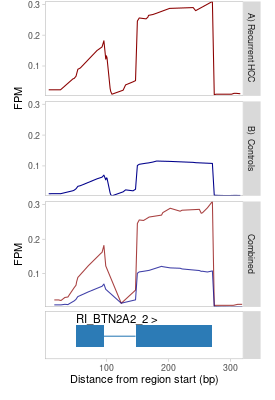 0.3
0.2
0.1
FPM
A) Recurrent HCC
0.3
0.2
0.1
B) Controls
0.3
0.2
0.1
FPM
Combined
RI_BTN2A2_2 >
100
200
300
Distance from region start (bp)